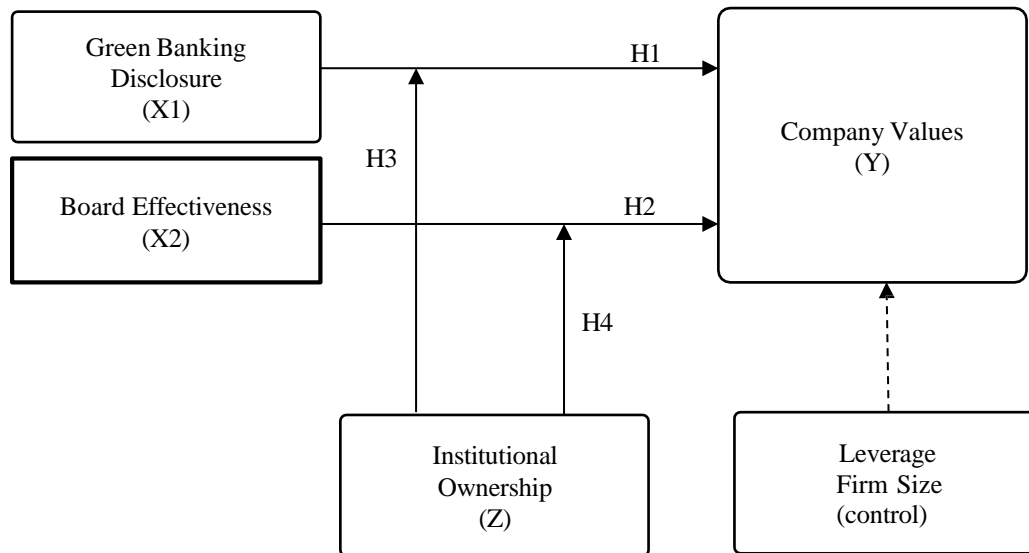 Green Banking
Disclosure
(X1)
H1
Company Values
(Y)
H3
Board Effectiveness
(X2)
H2
H4
Institutional
Ownership
(Z)
Leverage
Firm Size
(control)